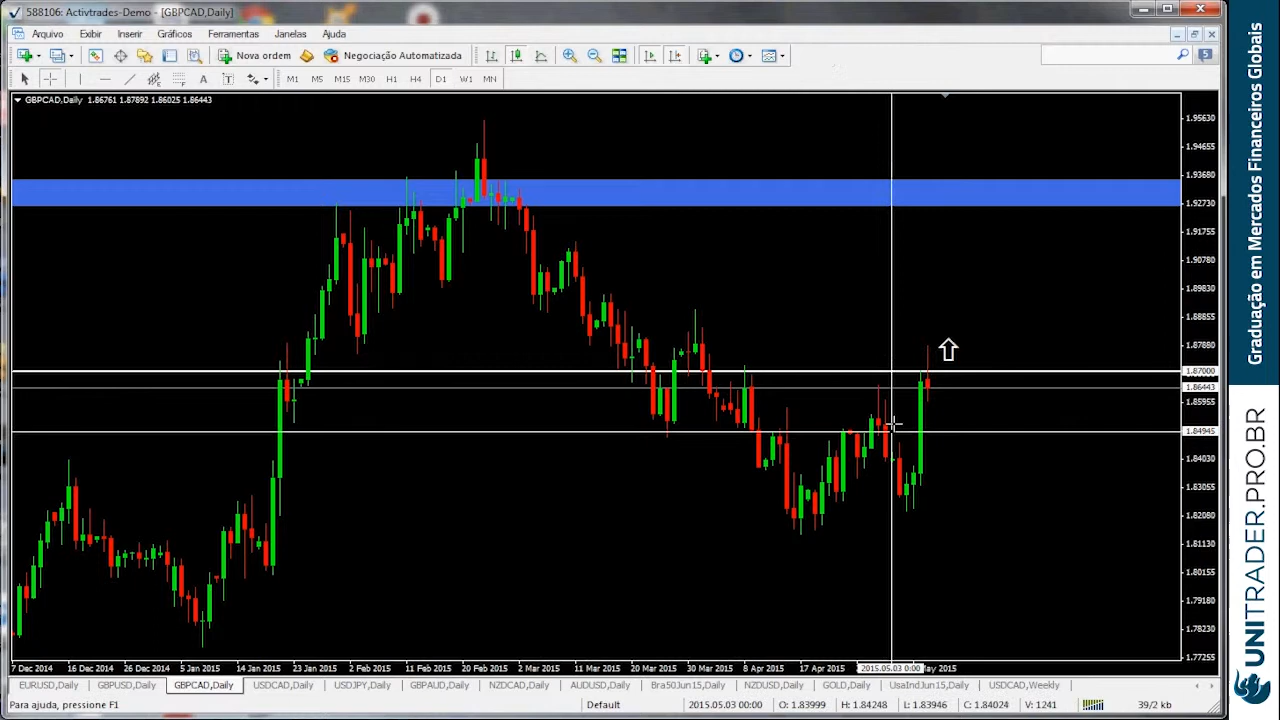 588106: Activtrades-Demo - [GBPCAD,Daily]
Arquivo Exibir Inserir Gráficos Ferramentas Janelas Ajuda
Nova ordem Negociação Automatizada 5
A T M1 M5 M15 M30 H1 H4 D1 W1 MN
GBPCAD,Daily 1.86761 1.87892 1.86025 1.86443
1.95630
1.94655
1.93680
1.92730
1.91755
1.90780
1.89830
1.88855
1.87880
1.87000
1.86443
1.85955
1.84945
1.84030
1.83055
1.82080
1.81130
1.80155
1.79180
1.78230
1.77255
7 Dec 2014 16 Dec 2014 26 Dec 2014 5 Jan 2015 14 Jan 2015 23 Jan 2015 2 Feb 2015 11 Feb 2015 20 Feb 2015 2 Mar 2015 11 Mar 2015 20 Mar 2015 30 Mar 2015 8 Apr 2015 17 Apr 2015 2015.05.03 0:00 May 2015
EURUSD,Daily GBPUSD,Daily GBPCAD,Daily USDCAD,Daily USDJPY,Daily GBPAUD,Daily NZDCAD,Daily AUDUSD,Daily Bra50Jun15,Daily NZDUSD,Daily GOLD,Daily UsaIndJun15,Daily USDCAD,Weekly
Para ajuda, pressione F1 Default 2015.05.03 00:00 O: 1.83999 H: 1.84248 L: 1.83946 C: 1.84024 V: 1241 39/2 kb
Graduação em Mercados Financeiros Globais
UNITRADER.PRO.BR